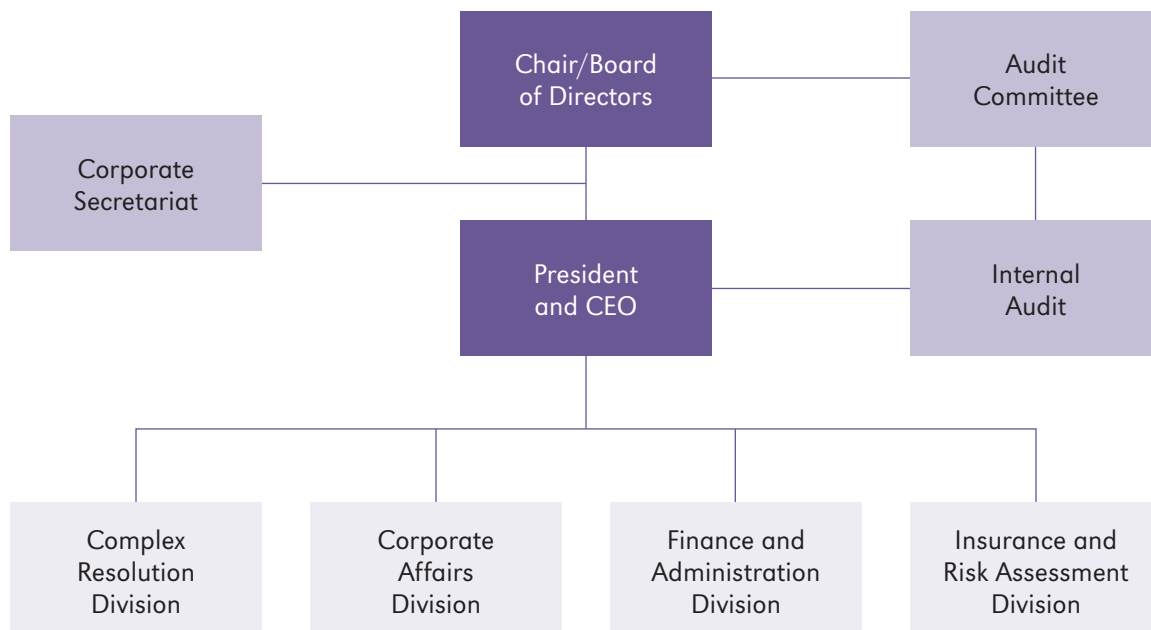 Chair/Board
of Directors
Audit
Committee
Corporate
Secretariat
President
and CEO
Internal
Audit
Complex
Resolution
Division
Corporate
Affairs
Division
Finance and
Administration
Division
Insurance and
Risk Assessment
Division